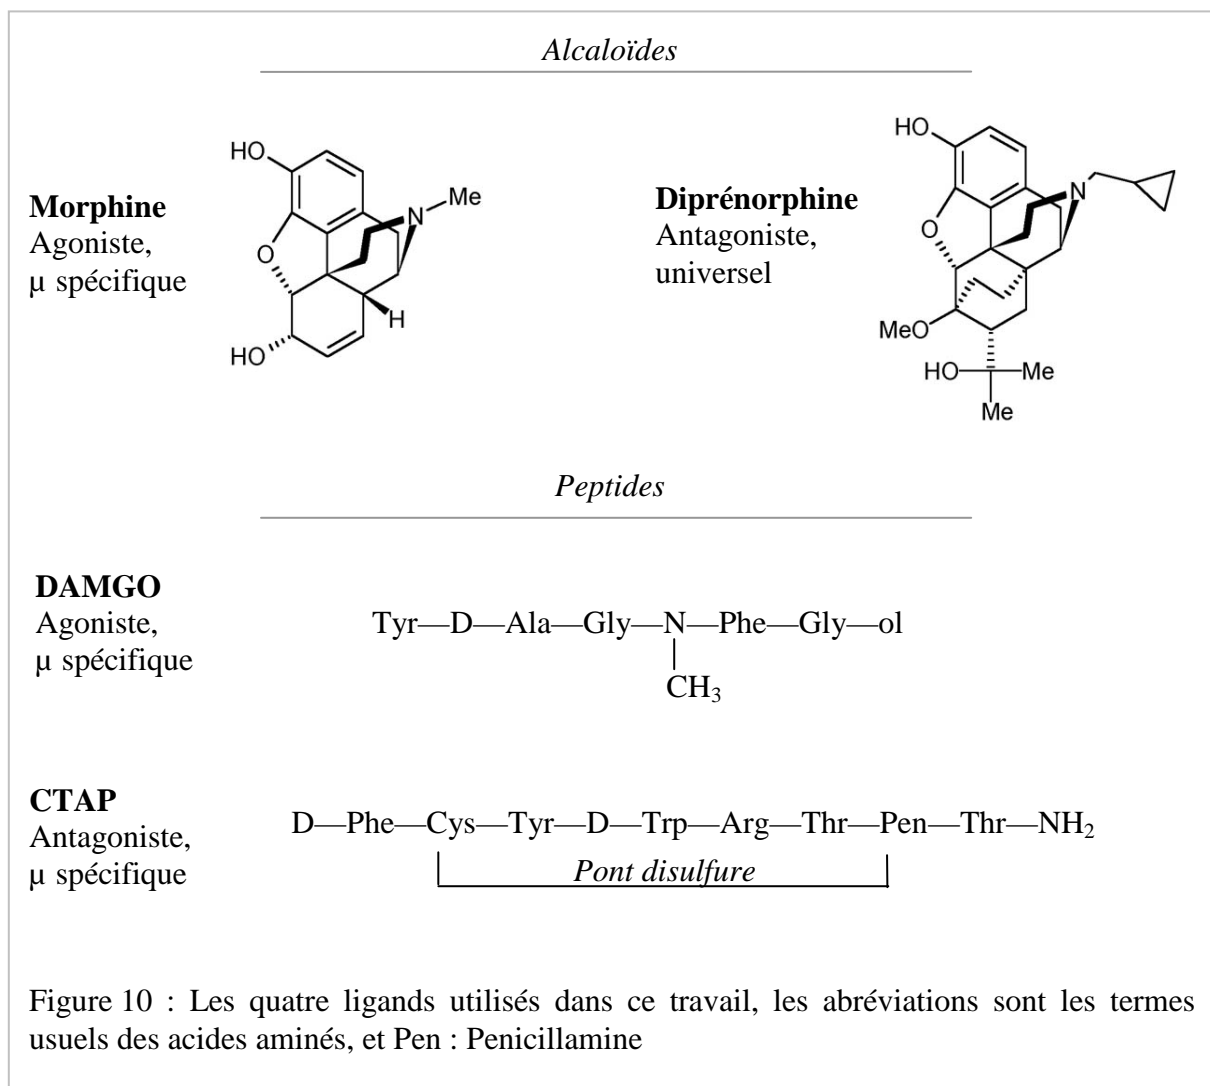 Alcaloïdes
Morphine
Agoniste,
µ spécifique
HO
N
Me
O
HO
H
Diprénorphine
Antagoniste,
universel
HO
N
O
MeO
HO
Me
Me
Peptides
DAMGO
Agoniste,
µ spécifique
Tyr—D—Ala—Gly—N—Phe—Gly—ol
CH3
CTAP
Antagoniste,
µ spécifique
D—Phe—Cys—Tyr—D—Trp—Arg—Thr—Pen—Thr—NH2
Pont disulfure
Figure 10 : Les quatre ligands utilisés dans ce travail, les abréviations sont les termes
usuels des acides aminés, et Pen : Penicillamine